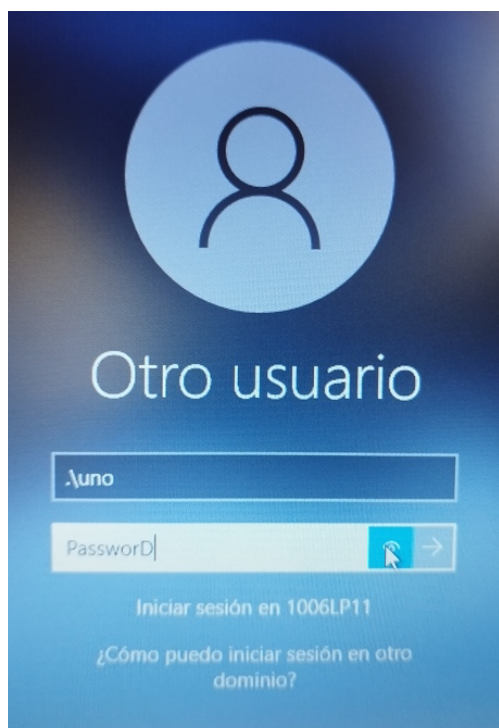 Otro usuario
.\uno
PassworD
Iniciar sesión en 1006LP11
¿Cómo puedo iniciar sesión en otro
dominio?